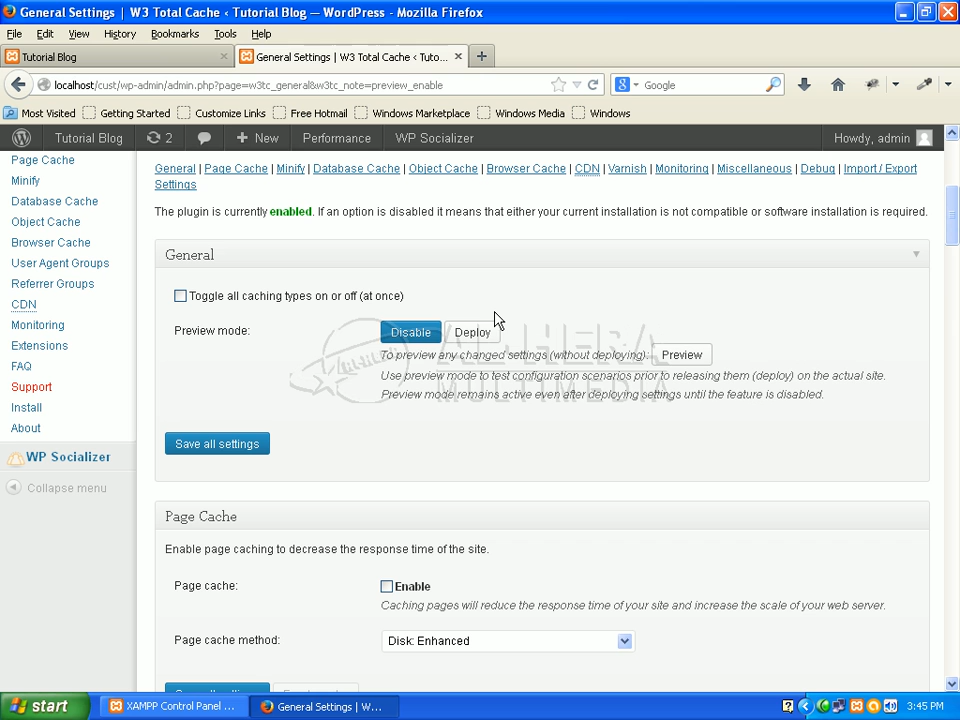 General Settings | W3 Total Cache ‹ Tutorial Blog — WordPress - Mozilla Firefox
File Edit View History Bookmarks Tools Help
Tutorial Blog × General Settings | W3 Total Cache ‹ Tuto... ×
localhost/cust/wp-admin/admin.php?page=w3tc_general&w3tc_note=preview_enable Google
Most Visited Getting Started Customize Links Free Hotmail Windows Marketplace Windows Media Windows
Tutorial Blog 2 New Performance WP Socializer Howdy, admin
Page Cache
Minify
Database Cache
Object Cache
Browser Cache
User Agent Groups
Referrer Groups
CDN
Monitoring
Extensions
FAQ
Support
Install
About
WP Socializer
Collapse menu
General | Page Cache | Minify | Database Cache | Object Cache | Browser Cache | CDN | Varnish | Monitoring | Miscellaneous | Debug | Import / Export
Settings
The plugin is currently enabled. If an option is disabled it means that either your current installation is not compatible or software installation is required.
General
Toggle all caching types on or off (at once)
Preview mode: Disable Deploy
To preview any changed settings (without deploying): Preview
Use preview mode to test configuration scenarios prior to releasing them (deploy) on the actual site.
Preview mode remains active even after deploying settings until the feature is disabled.
MULTIMEDIA
Save all settings
Page Cache
Enable page caching to decrease the response time of the site.
Page cache: Enable
Caching pages will reduce the response time of your site and increase the scale of your web server.
Page cache method: Disk: Enhanced
start XAMPP Control Panel ... General Settings | W... 3:45 PM